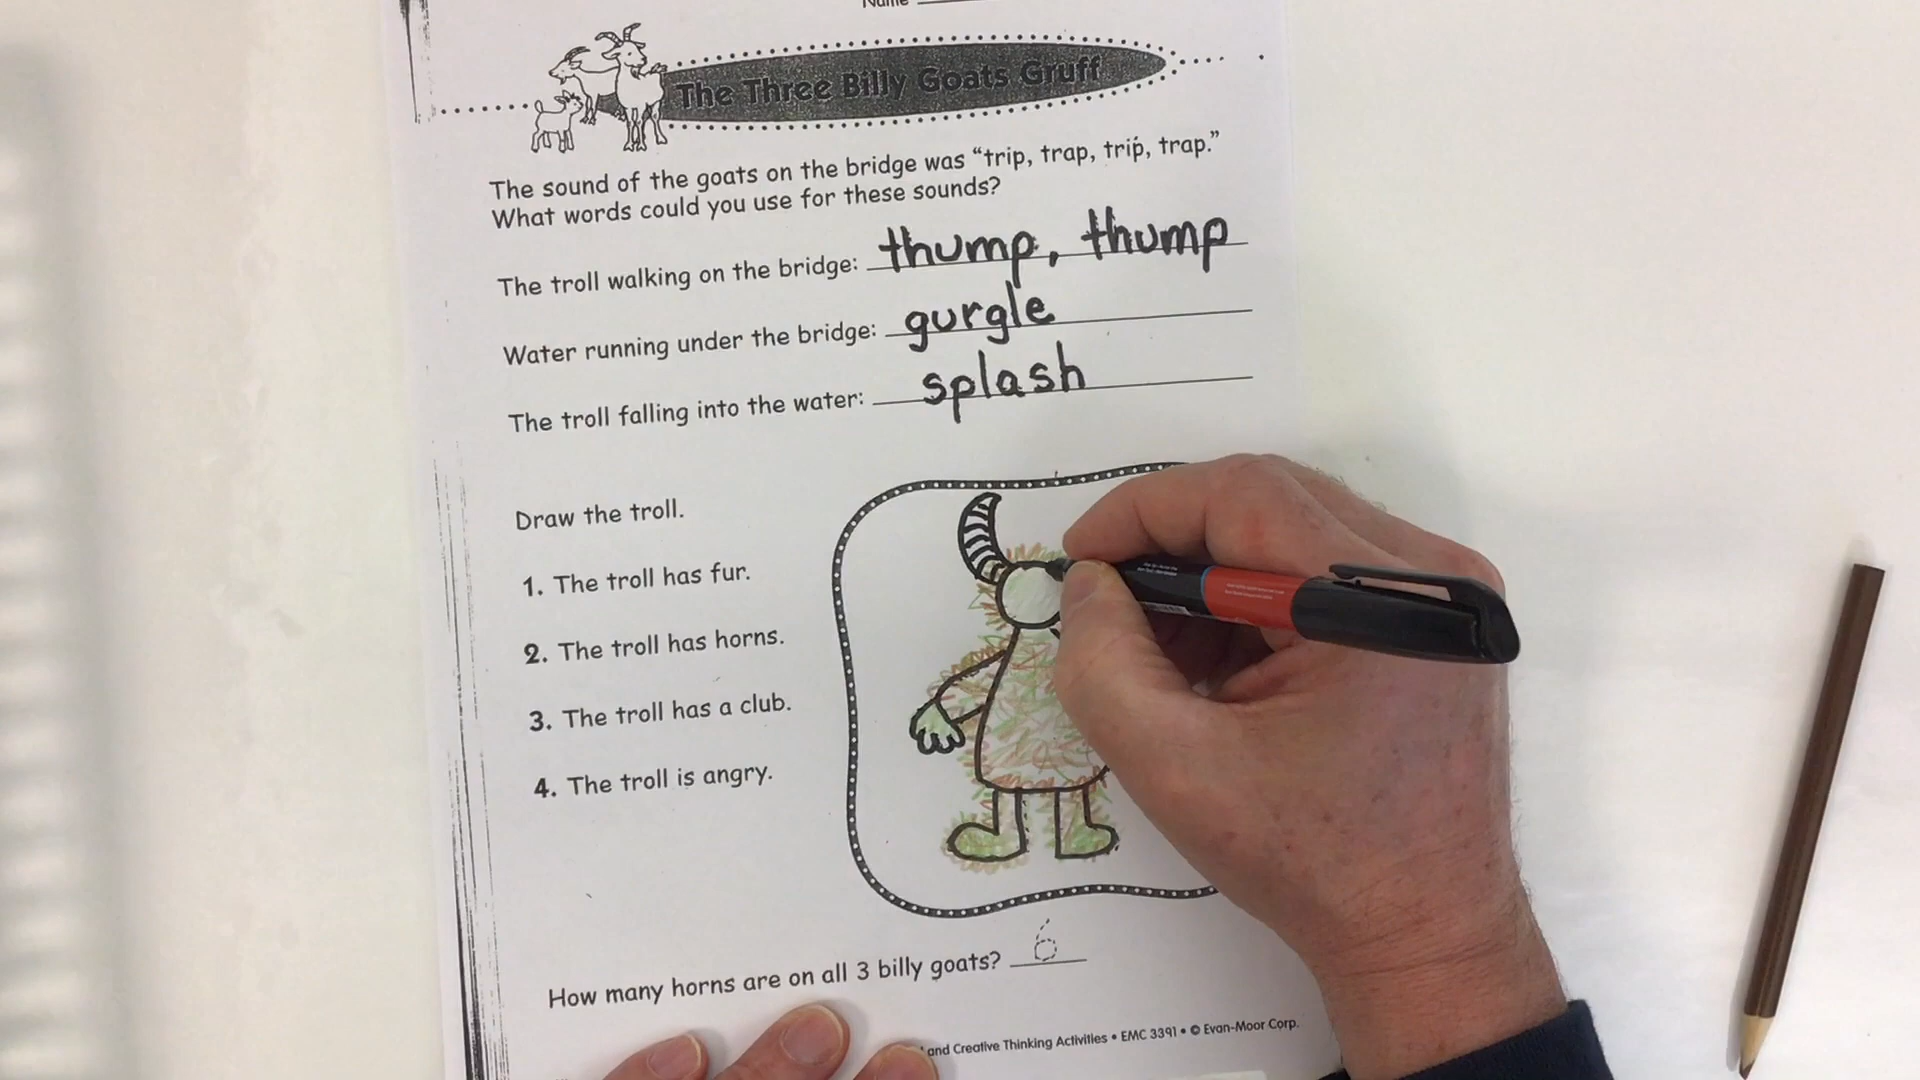 Name
The Three Billy Goats Gruff
The sound of the goats on the bridge was “trip, trap, trip, trap.”
What words could you use for these sounds?
The troll walking on the bridge: thump, thump
Water running under the bridge: gurgle
The troll falling into the water: splash
Draw the troll.
1. The troll has fur.
2. The troll has horns.
3. The troll has a club.
4. The troll is angry.
How many horns are on all 3 billy goats? 6
and Creative Thinking Activities • EMC 3391 • © Evan-Moor Corp.